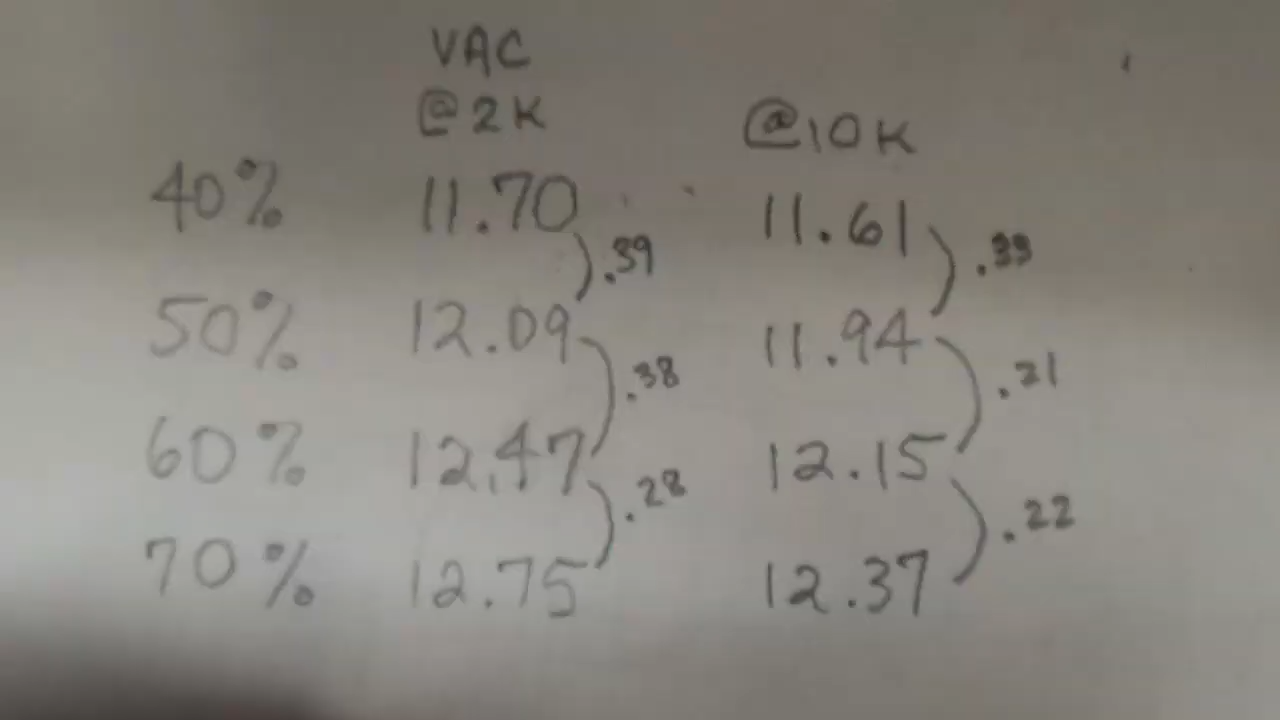 VAC
@2K @10K
40% 11.70 11.61
.39 .33
50% 12.09 11.94
.38 .21
60% 12.47 12.15
.28 .22
70% 12.75 12.37